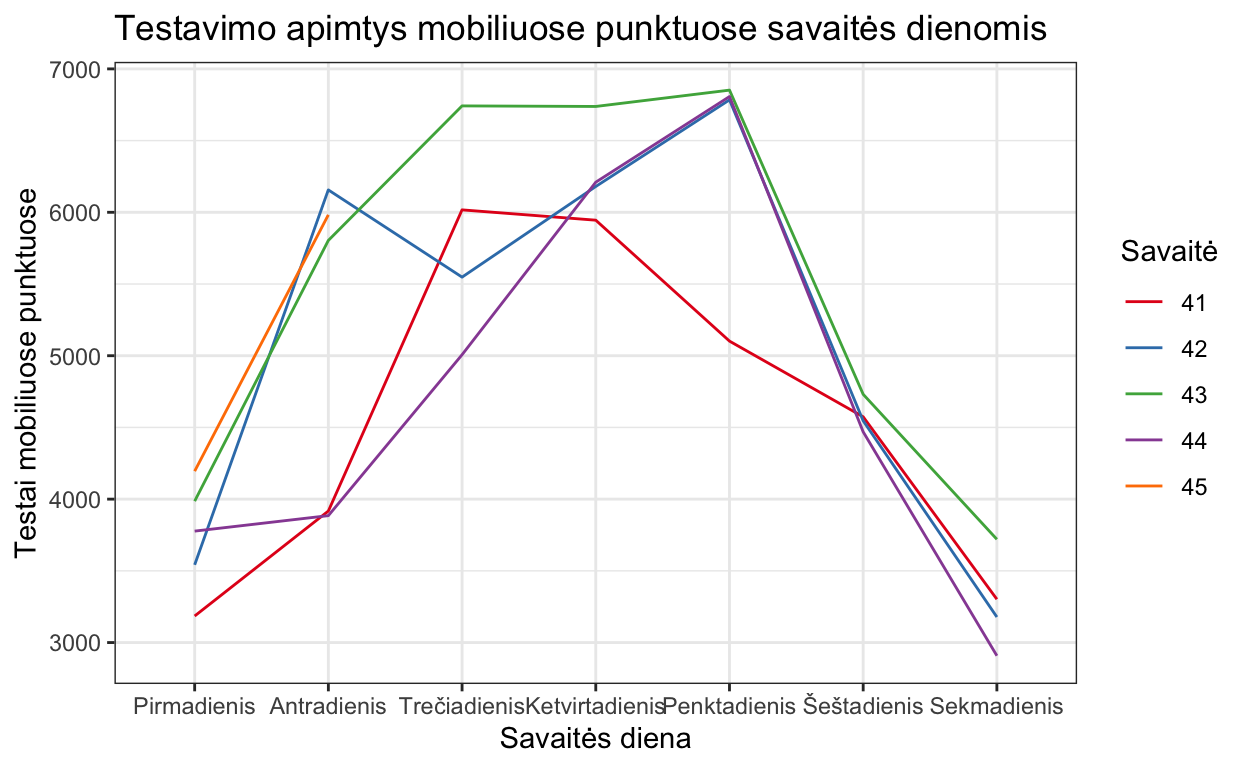 Testavimo apimtys mobiliuose punktuose savaitės dienomis
Testai mobiliuose punktuose
7000
6000
5000
4000
3000
Pirmadienis Antradienis Trečiadienis Ketvirtadienis Penktadienis Šeštadienis Sekmadienis
Savaitės diena
Savaitė
41
42
43
44
45